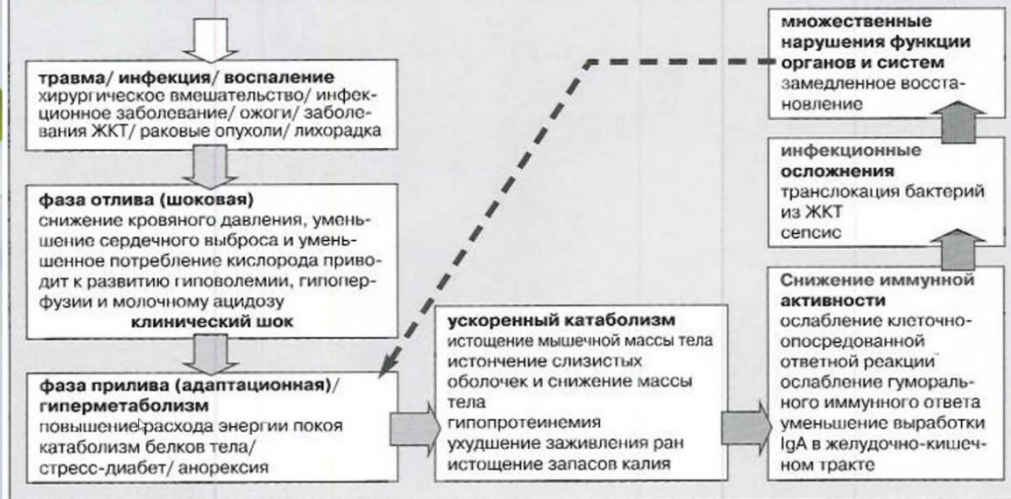 травма/ инфекция/ воспаление
хирургическое вмешательство/ инфек-
ционное заболевание/ ожоги/ заболе-
вания ЖКТ/ раковые опухоли/ лихорадка
фаза отлива (шоковая)
снижение кровяного давления, умень-
шение сердечного выброса и умень-
шенное потребление кислорода приво-
дит к развитию гиповолемии, гипопер-
фузии и молочному ацидозу
клинический шок
фаза прилива (адаптационная)/
гиперметаболизм
повышение расхода энергии покоя
катаболизм белков тела/
стресс-диабет/ анорексия
ускоренный катаболизм
истощение мышечной массы тела
истончение слизистых
оболочек и снижение массы
тела
гипопротеинемия
ухудшение заживления ран
истощение запасов калия
Снижение иммунной
активности
ослабление клеточно-
опосредованной
ответной реакции
ослабление гумораль-
ного иммунного ответа
уменьшение выработки
IgA в желудочно-кишеч-
ном тракте
инфекционные
осложнения
транслокация бактерий
из ЖКТ
сепсис
множественные
нарушения функции
органов и систем
замедленное восста-
новление